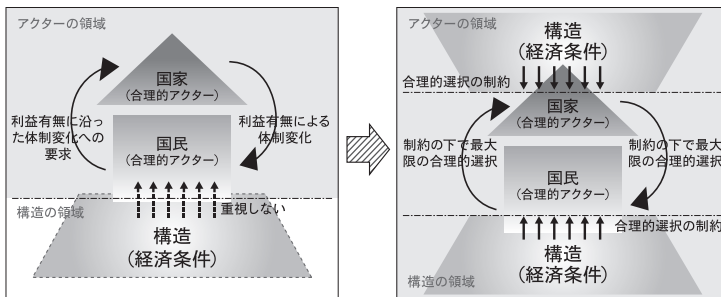 アクターの領域
国家
(合理的アクター)
利益有無に沿っ
た体制変化への
要求
利益有無による
体制変化
国民
(合理的アクター)
重視しない
構造の領域
構造
(経済条件)
アクターの領域
構造
(経済条件)
合理的選択の制約
国家
(合理的アクター)
制約の下で最大
限の合理的選択
制約の下で最大
限の合理的選択
国民
(合理的アクター)
合理的選択の制約
構造
(経済条件)
構造の領域